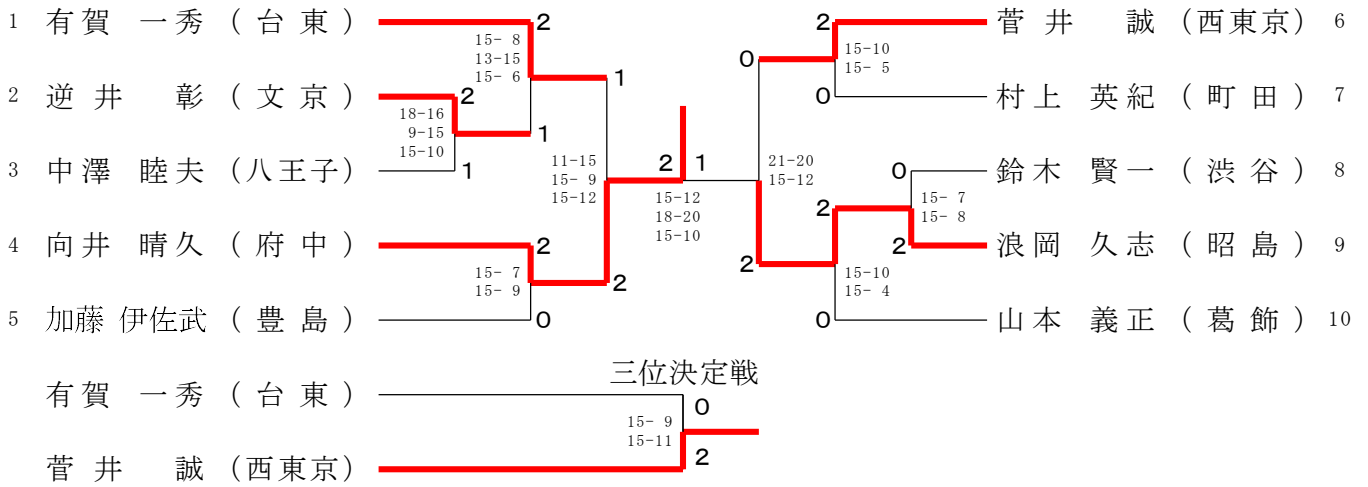 1 有賀 一秀 ( 台 東 ) 2 2 菅 井 誠 (西東京) 6
15- 8 15-10
13-15 0 15- 5
15- 6 1
2 逆 井 彰 ( 文 京 ) 2 0 村上 英紀 ( 町 田 ) 7
18-16
9-15 1
15-10
3 中澤 睦夫 (八王子) 1 11-15 2 1 21-20 0 鈴木 賢一 ( 渋 谷 ) 8
15- 9 15-12
15-12 15-12 15- 7
18-20 2 15- 8
15-10
4 向井 晴久 ( 府 中 ) 2 2 2 浪岡 久志 ( 昭 島 ) 9
15- 7 15-10
15- 9 2 15- 4
5 加藤 伊佐武 ( 豊 島 ) 0 0 山本 義正 ( 葛 飾 ) 10
三位決定戦
有賀 一秀 ( 台 東 ) 0
15- 9
15-11
菅 井 誠 (西東京) 2